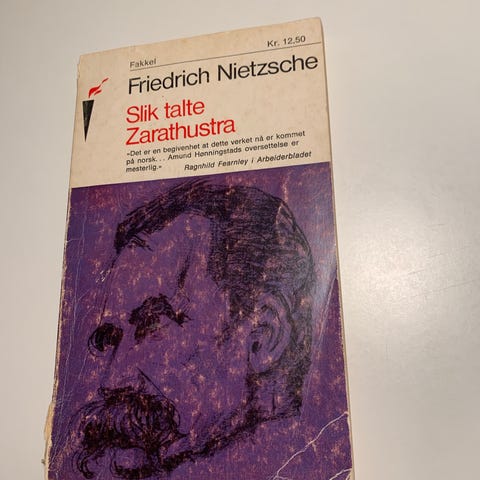 Fakkel
Kr. 12,50
Friedrich Nietzsche
Slik talte
Zarathustra
«Det er en begivenhet at dette verket nå er kommet
på norsk... Amund Hønningstads oversettelse er
mesterlig.» Ragnhild Fearnley i Arbeiderbladet